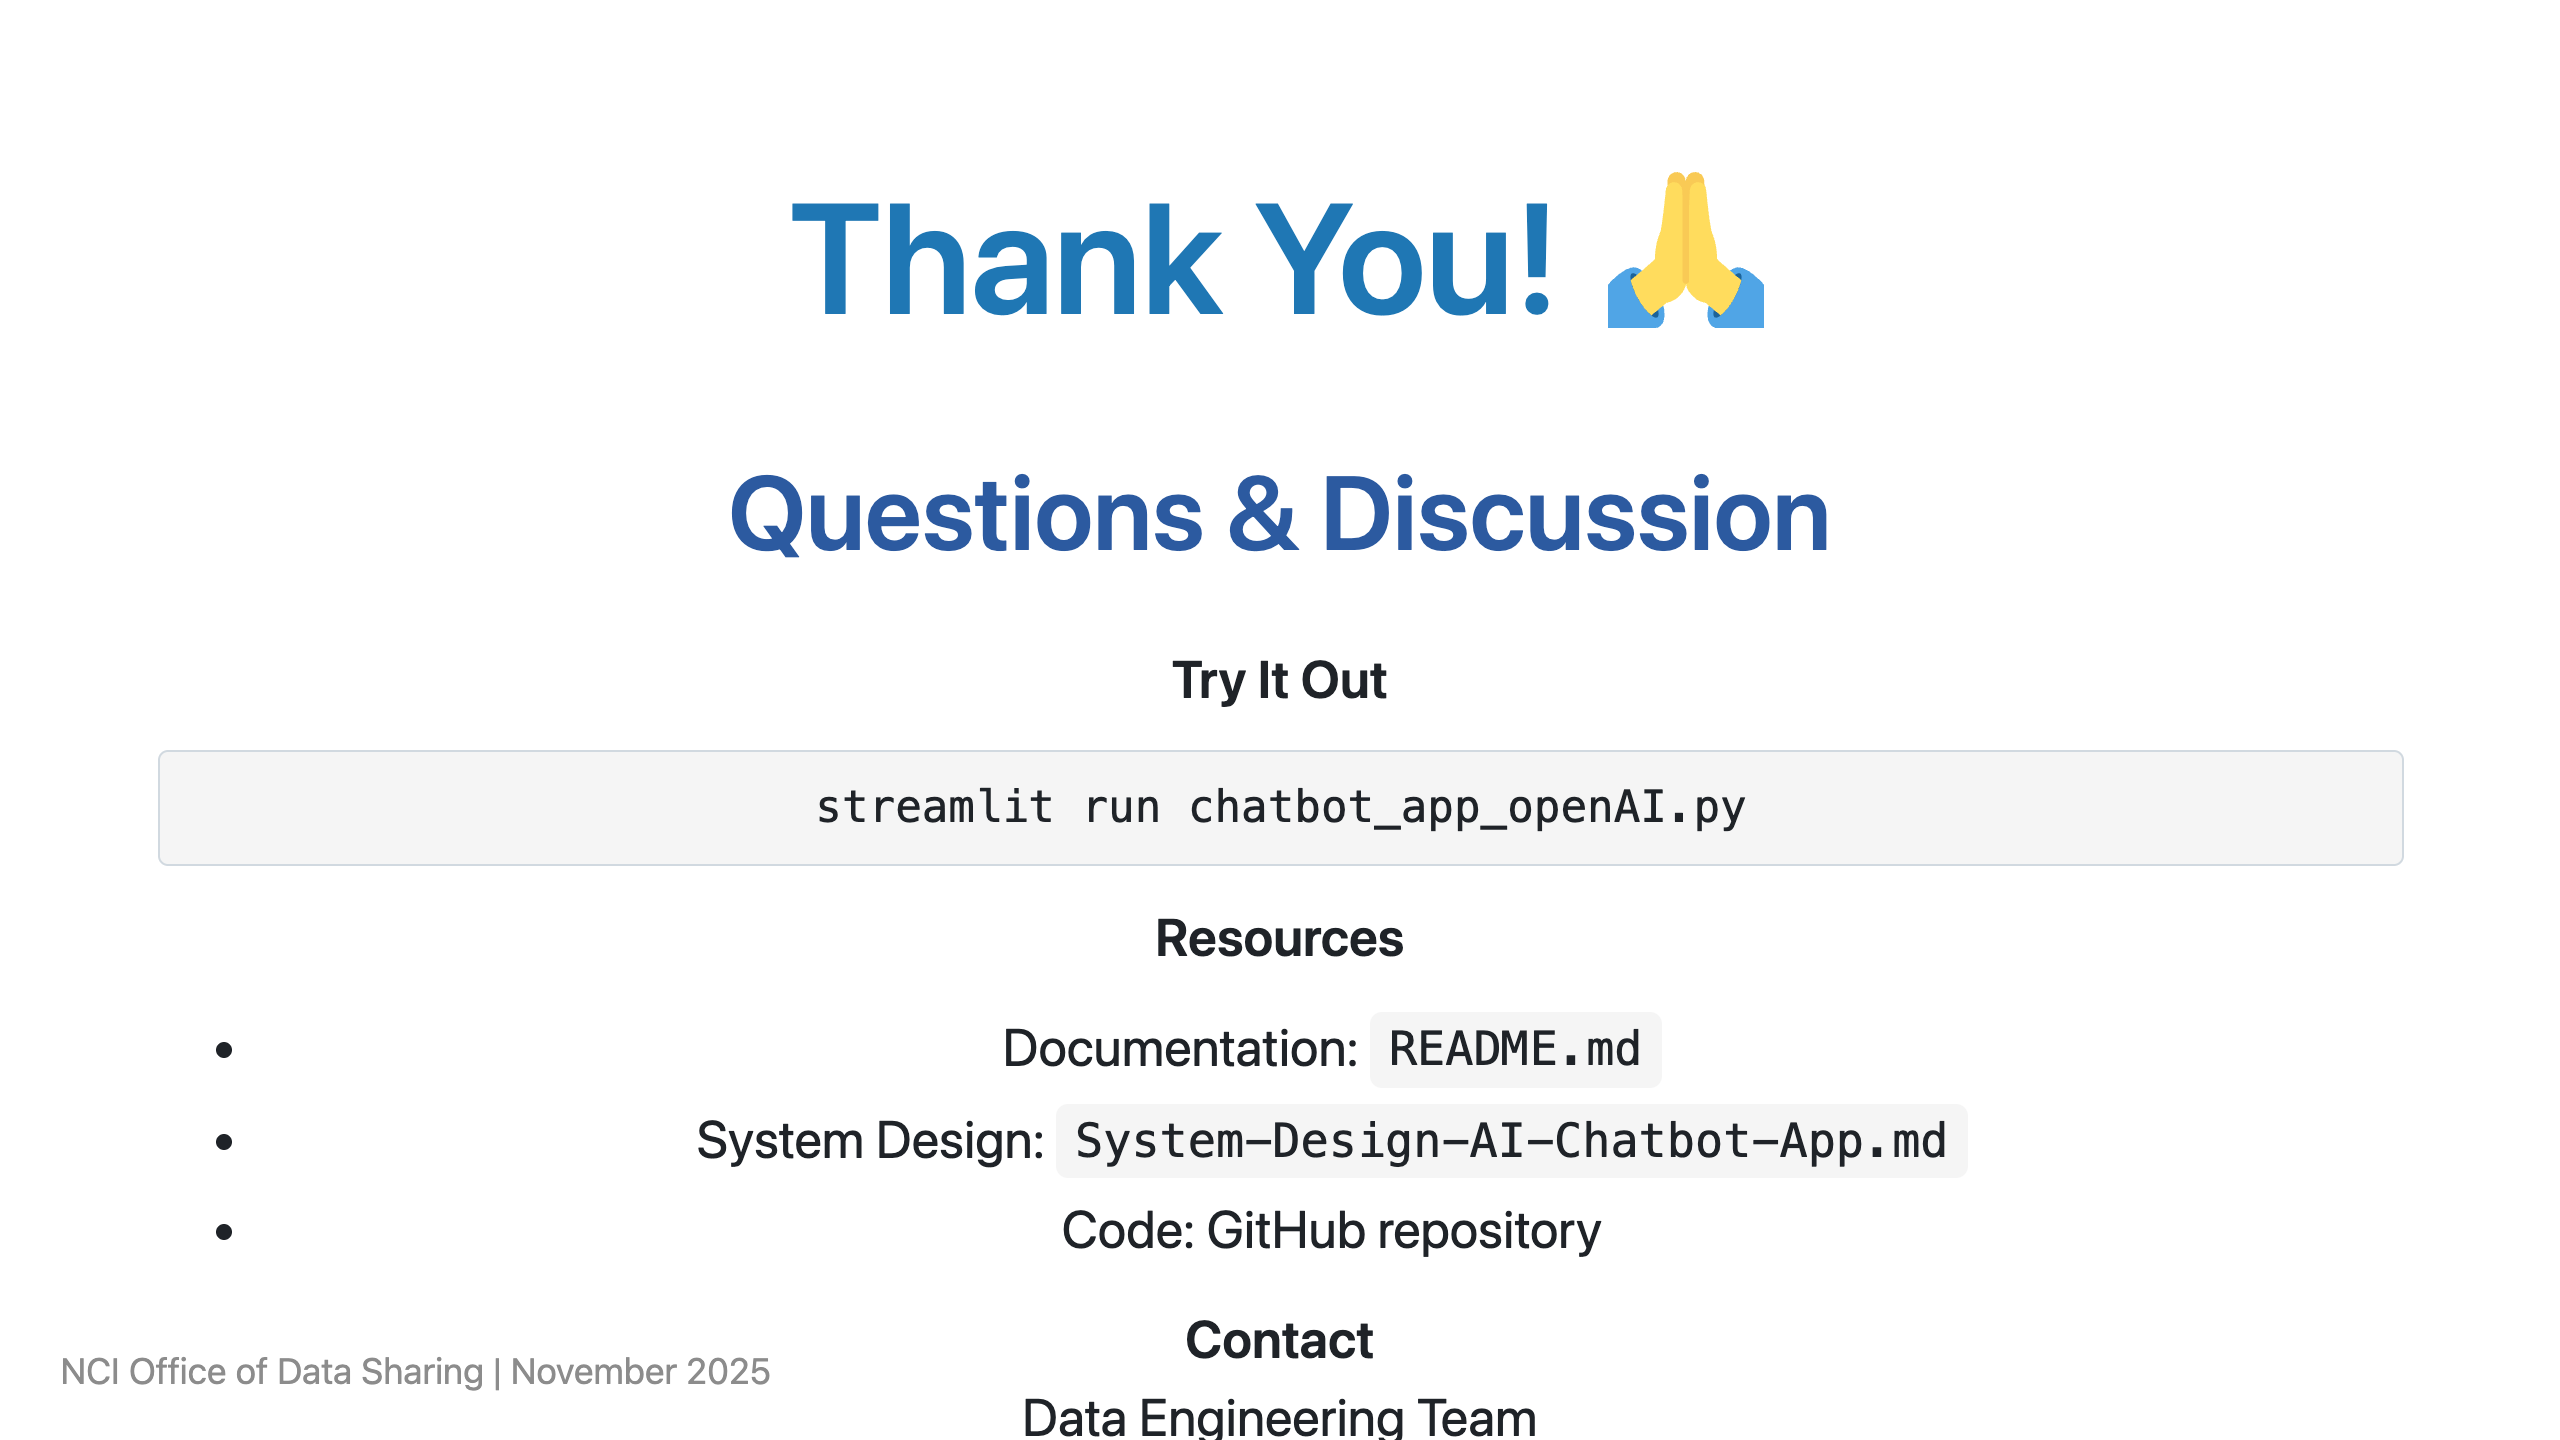 Thank You! 🙏
Questions & Discussion
Try It Out
streamlit run chatbot_app_openAI.py
Resources
• Documentation: README.md
• System Design: System-Design-AI-Chatbot-App.md
• Code: GitHub repository
Contact
NCI Office of Data Sharing | November 2025
Data Engineering Team